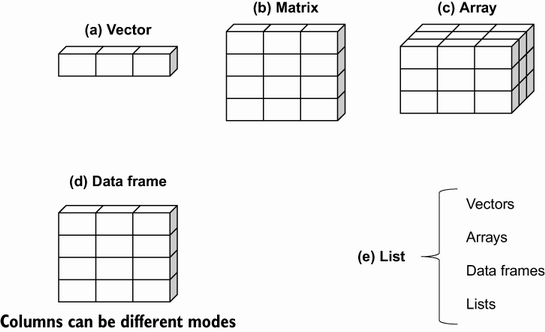 (a) Vector
(b) Matrix
(c) Array
(d) Data frame
Columns can be different modes
(e) List
Vectors
Arrays
Data frames
Lists